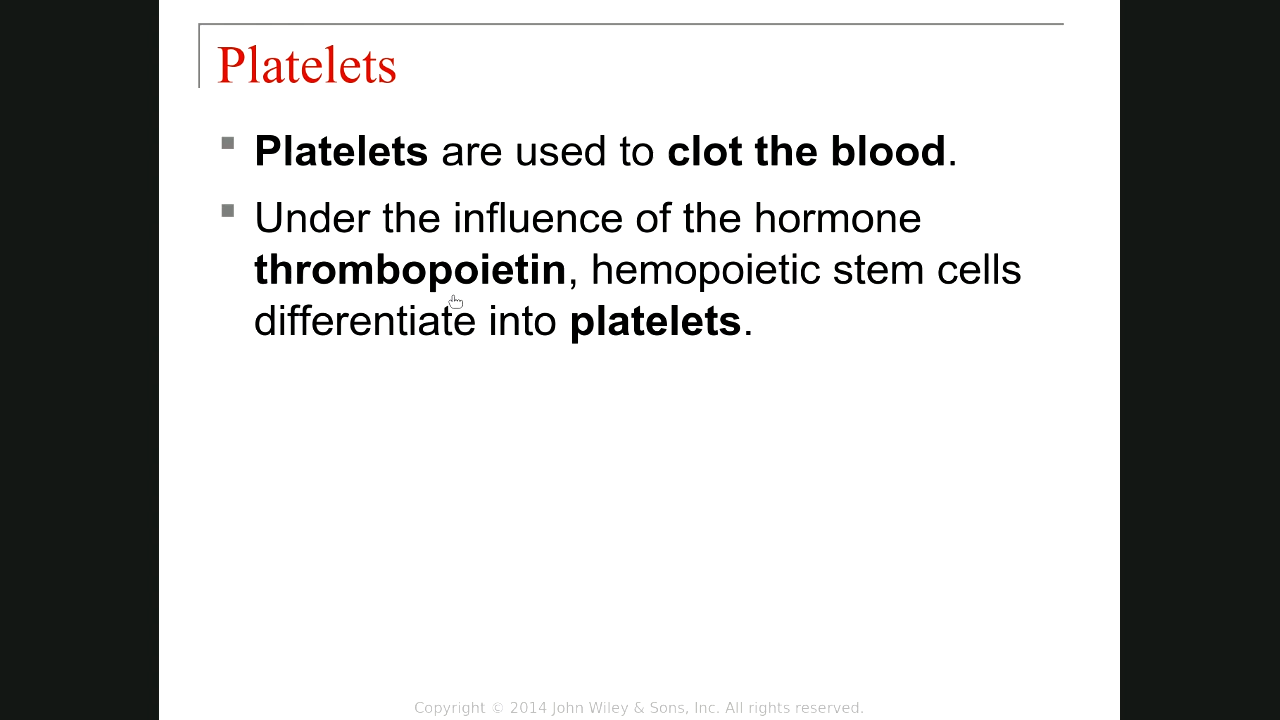 Platelets
▪ Platelets are used to clot the blood.
▪ Under the influence of the hormone
thrombopoietin, hemopoietic stem cells
differentiate into platelets.
Copyright © 2014 John Wiley & Sons, Inc. All rights reserved.